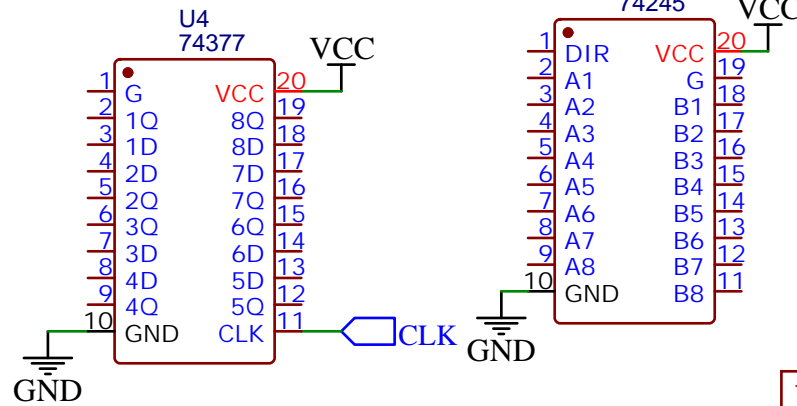 U4
74377
VCC
1 G VCC 20
2 1Q 8Q 19
3 1D 8D 18
4 2D 7D 17
5 2Q 7Q 16
6 3Q 6Q 15
7 3D 6D 14
8 4D 5D 13
9 4Q 5Q 12
10 GND CLK 11
CLK
GND
74245
VCC
1 DIR VCC 20
2 A1 G 19
3 A2 B1 18
4 A3 B2 17
5 A4 B3 16
6 A5 B4 15
7 A6 B5 14
8 A7 B6 13
9 A8 B7 12
10 GND B8 11
GND